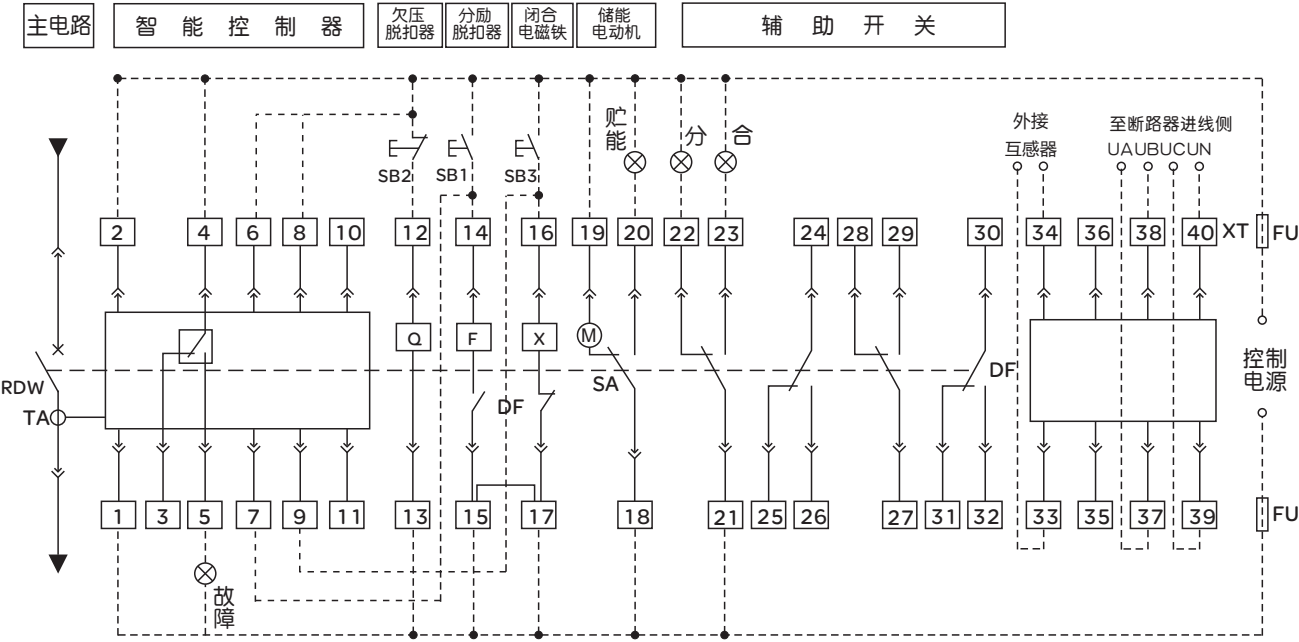 主电路
智能控制器
欠压
脱扣器
分励
脱扣器
闭合
电磁铁
储能
电动机
辅助开关
贮能
分
合
外接
互感器
至断路器进线侧
UAUBUCUN
SB2
SB1
SB3
2 4 6 8 10 12 14 16 19 20 22 23 24 28 29 30 34 36 38 40 XT FU
Q F X M
RDW
SA
DF
控制
电源
TA
DF
1 3 5 7 9 11 13 15 17 18 21 25 26 27 31 32 33 35 37 39 FU
故障